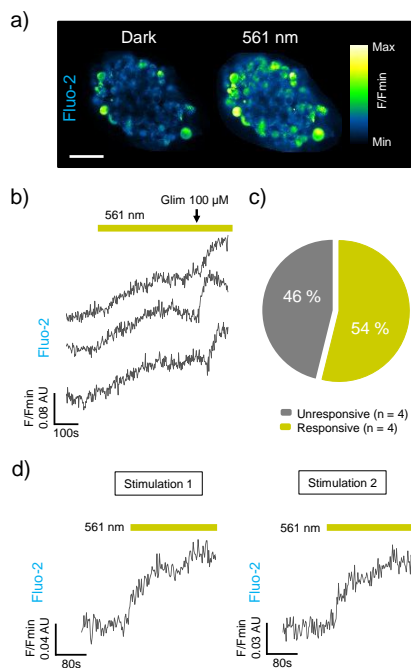 a)
Dark
561 nm
Fluo-2
Max
F/Fmin
Min
b)
Glim 100 µM
561 nm
Fluo-2
F/Fmin
0.08 AU
100s
c)
46 %
54 %
Unresponsive (n = 4)
Responsive (n = 4)
d)
Stimulation 1
Stimulation 2
561 nm
561 nm
Fluo-2
F/Fmin
0.04 AU
80s
Fluo-2
F/Fmin
0.03 AU
80s